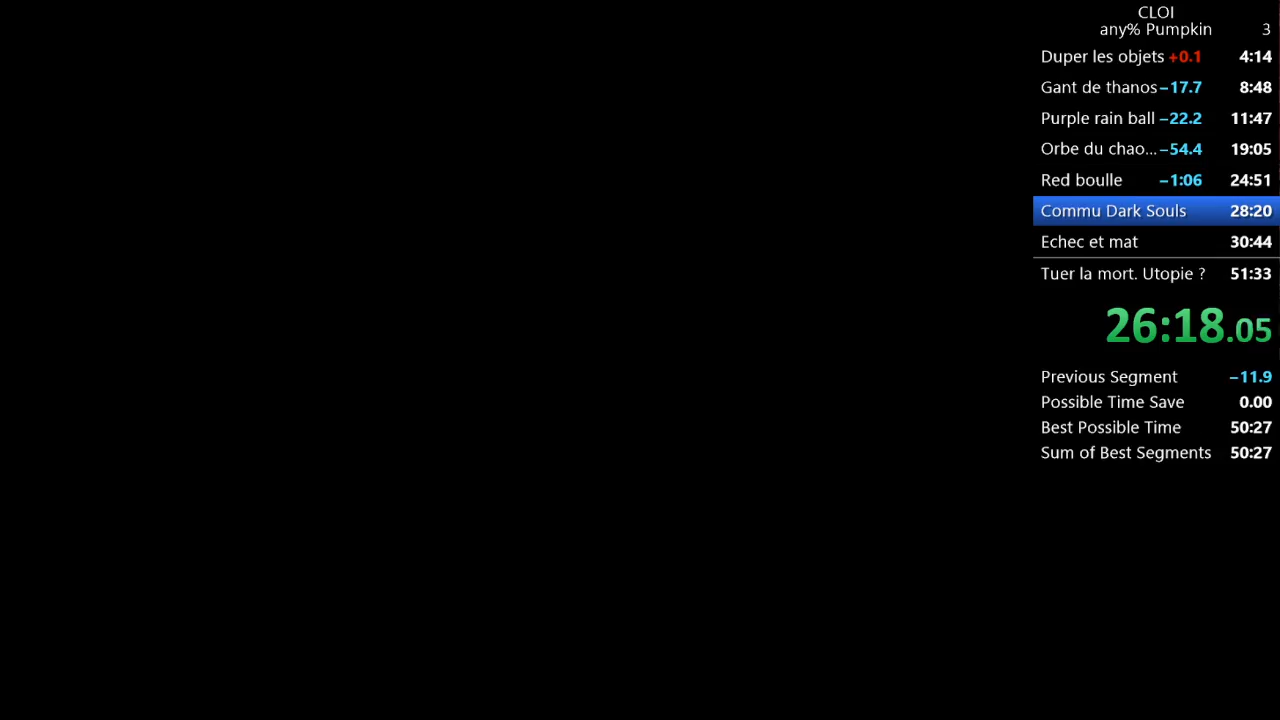 CLOI
any% Pumpkin 3
Duper les objets +0.1 4:14
Gant de thanos −17.7 8:48
Purple rain ball −22.2 11:47
Orbe du chao... −54.4 19:05
Red boulle −1:06 24:51
Commu Dark Souls 28:20
Echec et mat 30:44
Tuer la mort. Utopie ? 51:33
26:18.05
Previous Segment −11.9
Possible Time Save 0.00
Best Possible Time 50:27
Sum of Best Segments 50:27